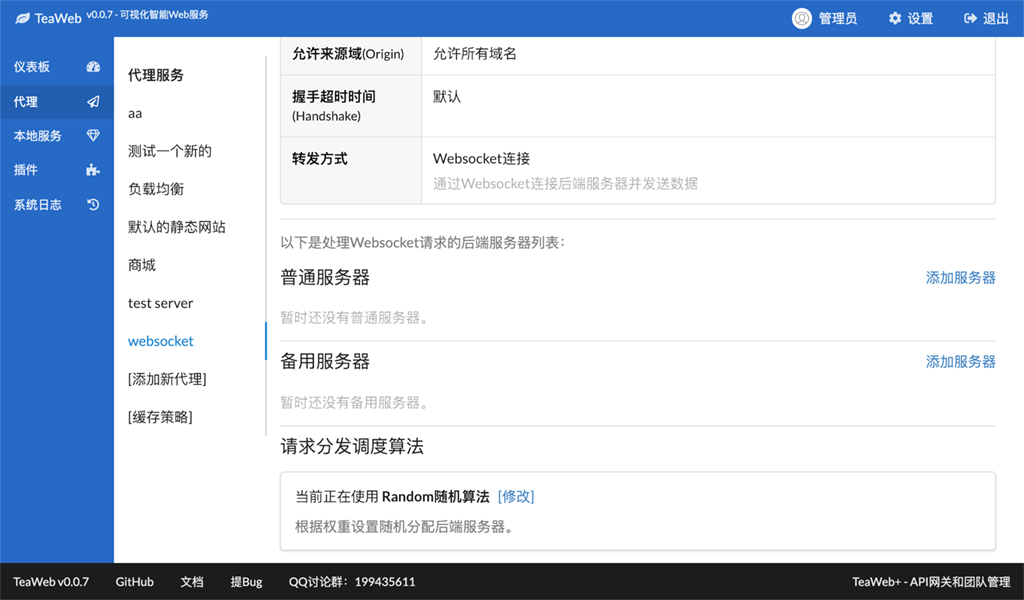 TeaWeb v0.0.7 - 可视化智能Web服务
管理员
设置
退出
仪表板
代理
本地服务
插件
系统日志
代理服务
aa
测试一个新的
负载均衡
默认的静态网站
商城
test server
websocket
[添加新代理]
[缓存策略]
允许来源域(Origin)
允许所有域名
握手超时时间
(Handshake)
默认
转发方式
Websocket连接
通过Websocket连接后端服务器并发送数据
以下是处理Websocket请求的后端服务器列表：
普通服务器
添加服务器
暂时还没有普通服务器。
备用服务器
添加服务器
暂时还没有备用服务器。
请求分发调度算法
当前正在使用 Random随机算法 [修改]
根据权重设置随机分配后端服务器。
TeaWeb v0.0.7
GitHub
文档
提Bug
QQ讨论群：199435611
TeaWeb+ - API网关和团队管理